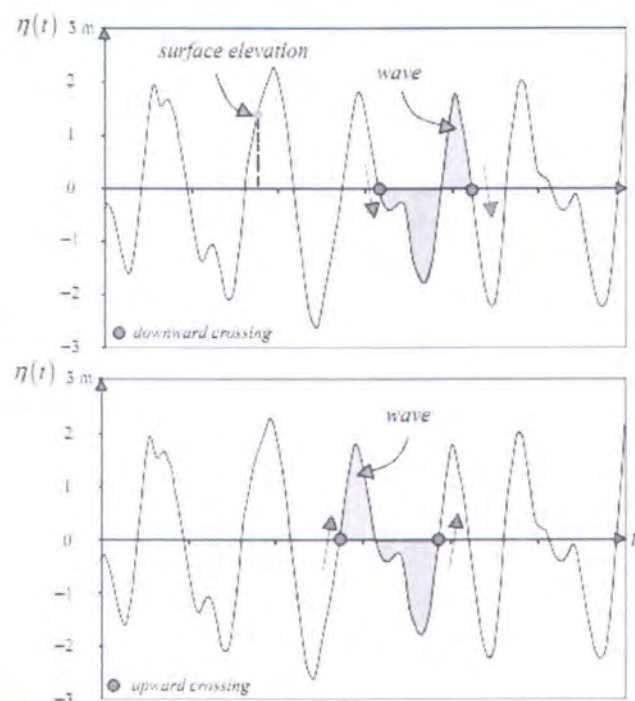 η(t) 3 m
surface elevation
wave
2
1
0
−1
−2
−3
downward crossing
η(t) 3 m
wave
2
1
0
t
−1
−2
−3
upward crossing